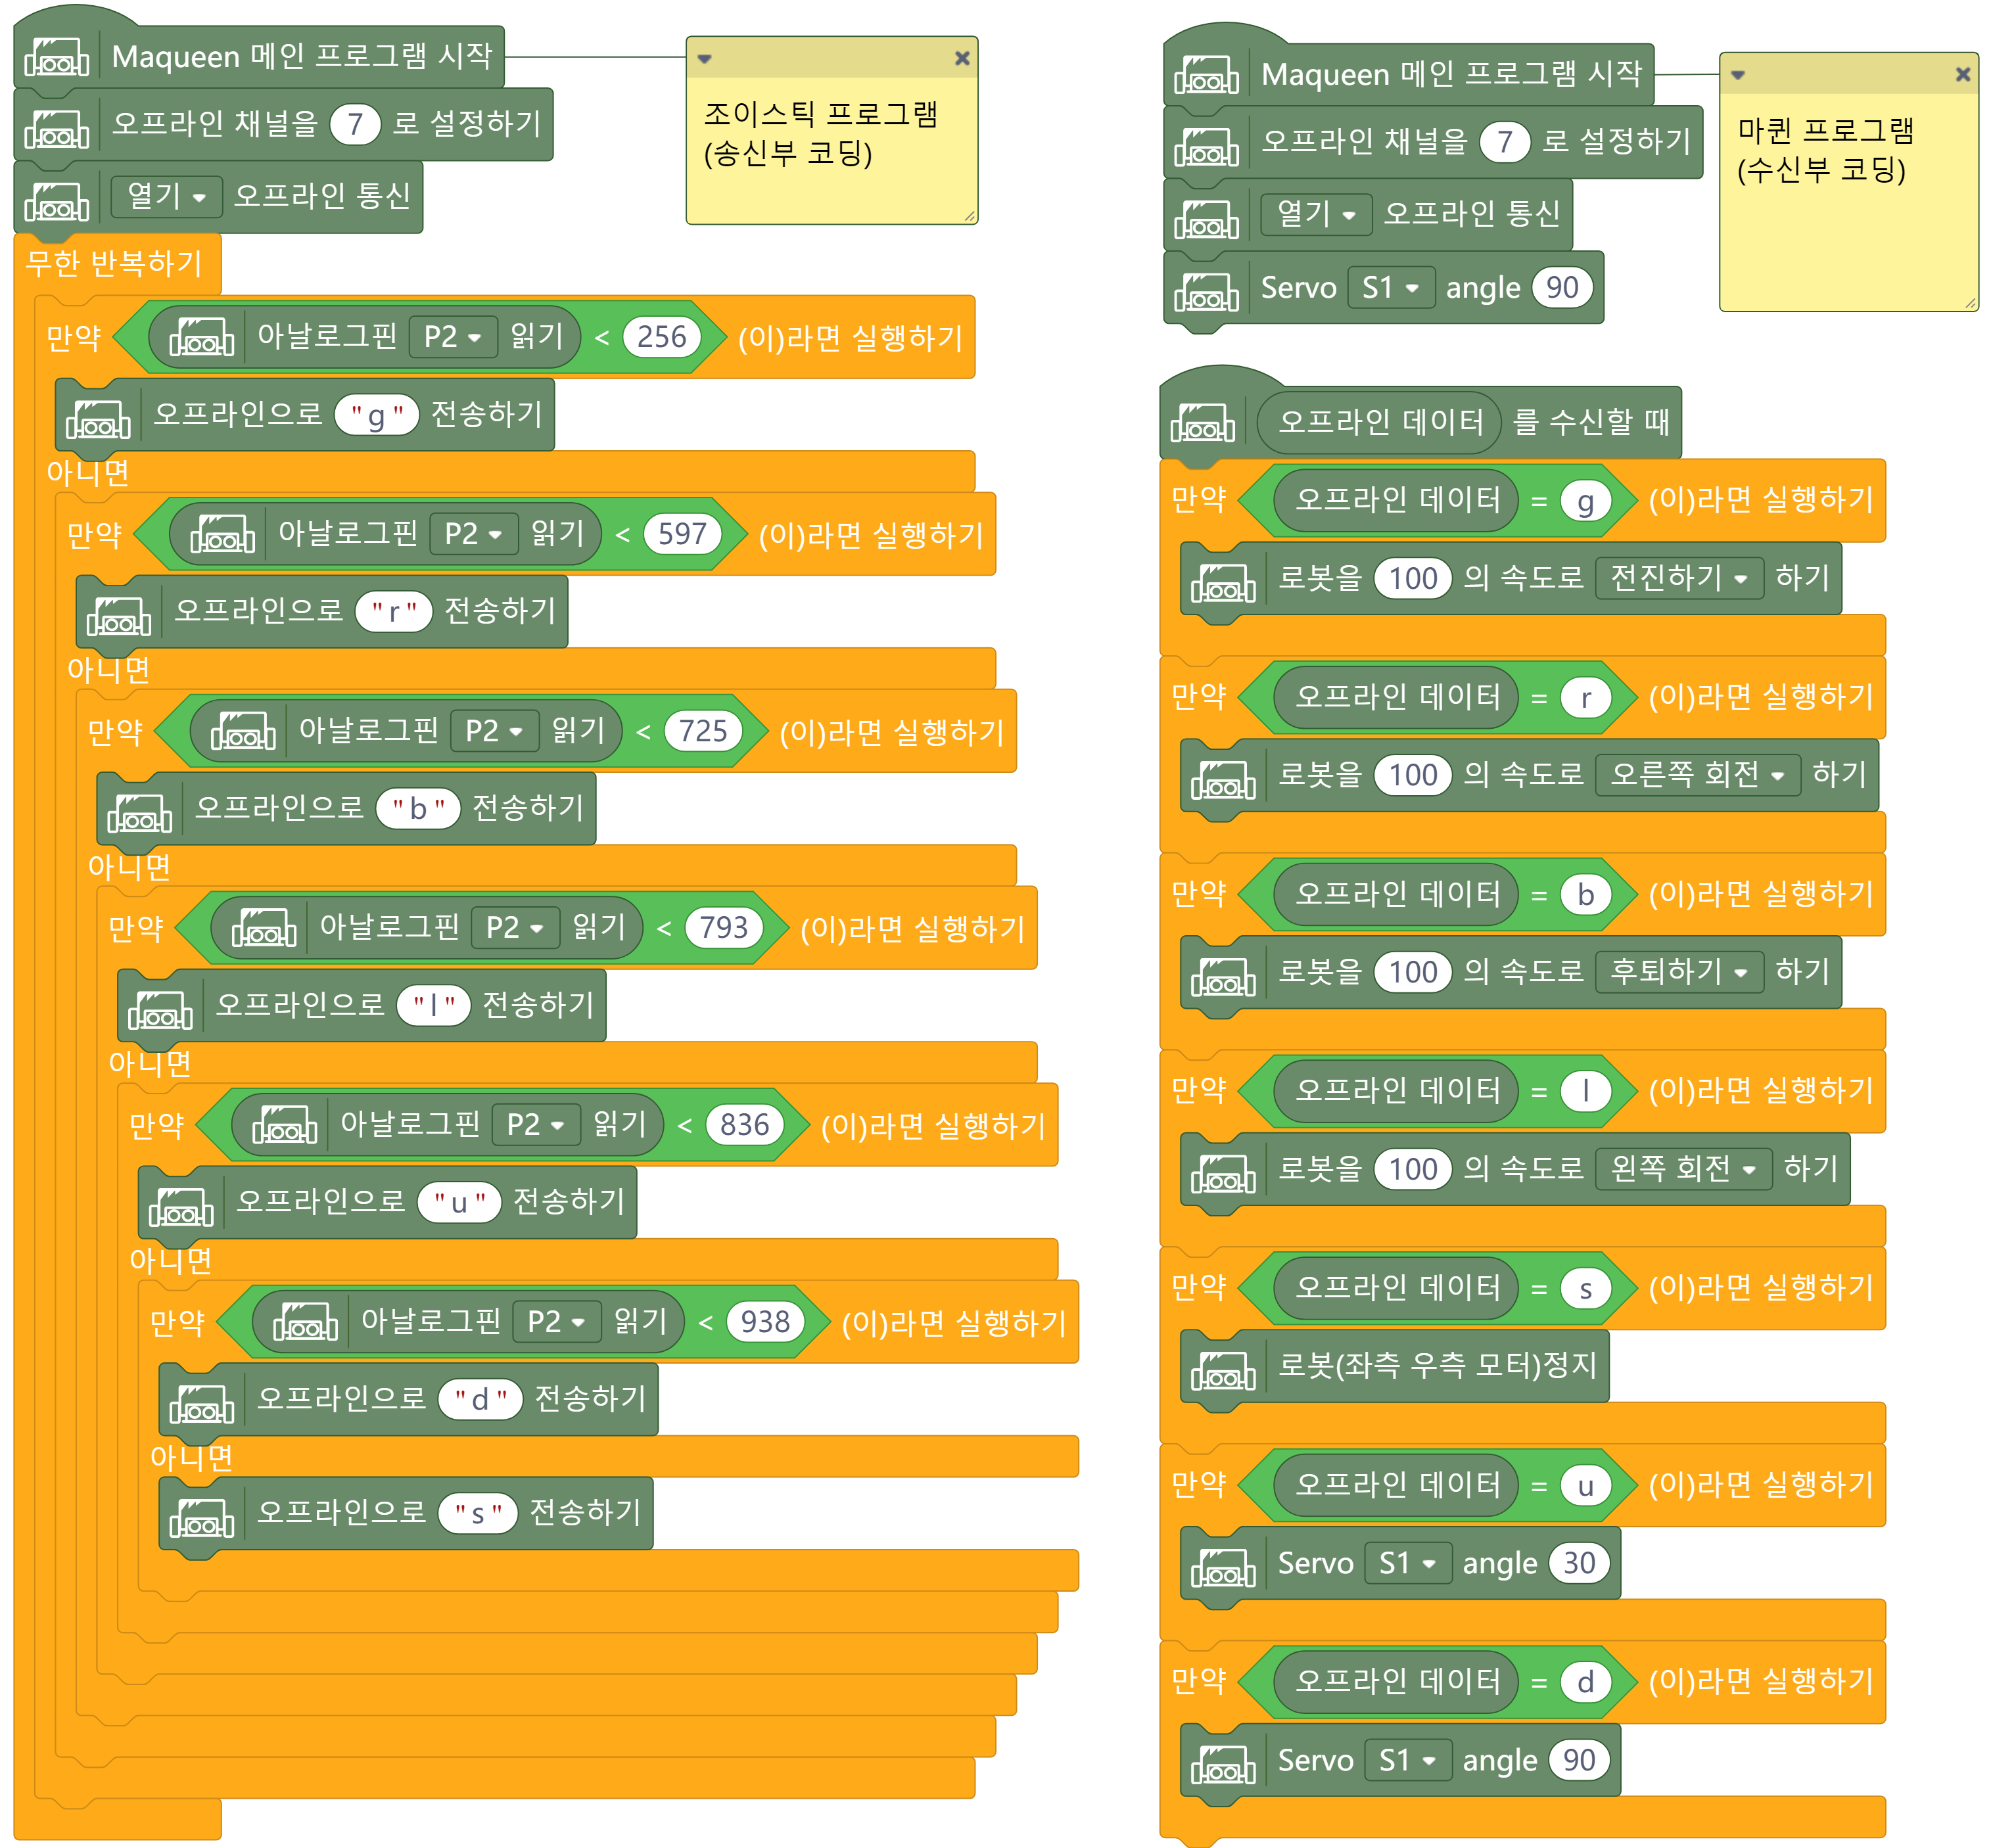 Maqueen 메인 프로그램 시작
오프라인 채널을 7 로 설정하기
열기 오프라인 통신
무한 반복하기
만약 아날로그핀 P2 읽기 < 256 (이)라면 실행하기
오프라인으로 "g" 전송하기
아니면
만약 아날로그핀 P2 읽기 < 597 (이)라면 실행하기
오프라인으로 "r" 전송하기
아니면
만약 아날로그핀 P2 읽기 < 725 (이)라면 실행하기
오프라인으로 "b" 전송하기
아니면
만약 아날로그핀 P2 읽기 < 793 (이)라면 실행하기
오프라인으로 "l" 전송하기
아니면
만약 아날로그핀 P2 읽기 < 836 (이)라면 실행하기
오프라인으로 "u" 전송하기
아니면
만약 아날로그핀 P2 읽기 < 938 (이)라면 실행하기
오프라인으로 "d" 전송하기
아니면
오프라인으로 "s" 전송하기
조이스틱 프로그램
(송신부 코딩)
Maqueen 메인 프로그램 시작
오프라인 채널을 7 로 설정하기
열기 오프라인 통신
Servo S1 angle 90
마퀸 프로그램
(수신부 코딩)
오프라인 데이터 를 수신할 때
만약 오프라인 데이터 = g (이)라면 실행하기
로봇을 100 의 속도로 전진하기 하기
만약 오프라인 데이터 = r (이)라면 실행하기
로봇을 100 의 속도로 오른쪽 회전 하기
만약 오프라인 데이터 = b (이)라면 실행하기
로봇을 100 의 속도로 후퇴하기 하기
만약 오프라인 데이터 = l (이)라면 실행하기
로봇을 100 의 속도로 왼쪽 회전 하기
만약 오프라인 데이터 = s (이)라면 실행하기
로봇(좌측 우측 모터)정지
만약 오프라인 데이터 = u (이)라면 실행하기
Servo S1 angle 30
만약 오프라인 데이터 = d (이)라면 실행하기
Servo S1 angle 90